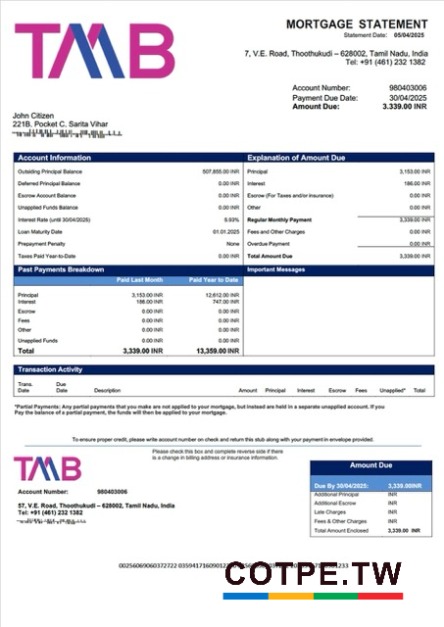 TMB
MORTGAGE STATEMENT
Statement Date: 05/04/2025
7, V.E. Road, Thoothukudi – 628002, Tamil Nadu, India
Tel: +91 (461) 232 1382
Account Number: 980403006
Payment Due Date: 30/04/2025
Amount Due: 3.339.00 INR
John Citizen
221B. Pocket C. Sarita Vihar
Account Information
Outsiding Principal Balance 507,855.00 INR
Deferred Principal Balance 0.00 INR
Escrow Account Balance 0.00 INR
Unapplied Funds Balance 0.00 INR
Interest Rate (until 30/04/2025)
Loan Maturity Date 01.01.2025
Prepayment Penalty None
Taxes Paid Year-to-Date 0.00 INR
Explanation of Amount Due
Principal 3,153.00 INR
Interest 186.00 INR
Escrow (For Taxes and/or Insurance) 0.00 INR
Other 0.00 INR
Regular Monthly Payment 3,339.00 INR
Fees and Other Charges 0.00 INR
Overdue Payment 0.00 INR
Total Amount Due 3,339.00 INR
Past Payments Breakdown
Paid Last Month Paid Year to Date
Principal 3,153.00 INR 12,612.00 INR
Interest 186.00 INR 747.00 INR
Escrow 0.00 INR 0.00 INR
Fees 0.00 INR 0.00 INR
Other 0.00 INR 0.00 INR
Unapplied Funds 0.00 INR 0.00 INR
Total 3,339.00 INR 13,359.00 INR
Important Messages
Transaction Activity
Trans. Date Due Date Description Amount Principal Interest Escrow Fees Unapplied* Total
*Partial Payments: Any partial payments that you make are not applied to your mortgage, but instead are held in a separate unapplied account. If you
Pay the balance of a partial payment, the funds will then be applied to your mortgage.
To ensure proper credit, please write account number on check and return this stub along with your payment in envelope provided.
Please check this box and complete reverse side if there
is a change in billing address or insurance information.
TMB
Account Number: 980403006
57, V.E. Road, Thoothukudi – 628002, Tamil Nadu, India
Tel: +91 (461) 232 1382
Amount Due
Due By 30/04/2025: 3,339.00INR
Additional Principal INR
Additional Escrow INR
Late Charges INR
Fees & Other Charges INR
Total Amount Enclosed 3,339.00 INR
COTPE.TW